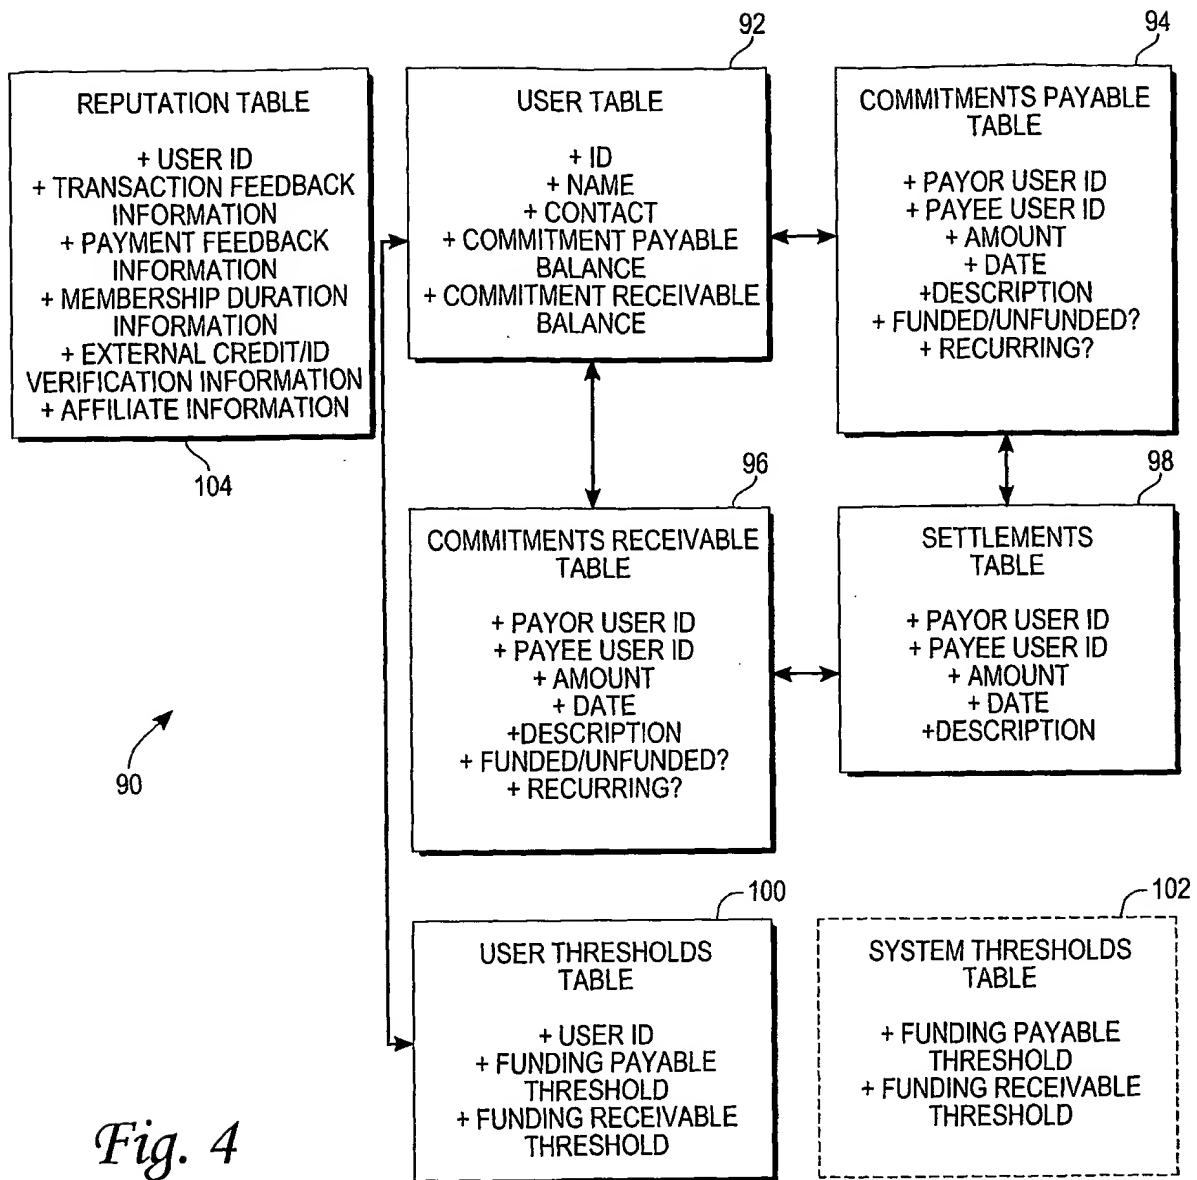 92
94
REPUTATION TABLE
+ USER ID
+ TRANSACTION FEEDBACK
INFORMATION
+ PAYMENT FEEDBACK
INFORMATION
+ MEMBERSHIP DURATION
INFORMATION
+ EXTERNAL CREDIT/ID
VERIFICATION INFORMATION
+ AFFILIATE INFORMATION
104
USER TABLE
+ ID
+ NAME
+ CONTACT
+ COMMITMENT PAYABLE
BALANCE
+ COMMITMENT RECEIVABLE
BALANCE
COMMITMENTS PAYABLE
TABLE
+ PAYOR USER ID
+ PAYEE USER ID
+ AMOUNT
+ DATE
+DESCRIPTION
+ FUNDED/UNFUNDED?
+ RECURRING?
96
98
COMMITMENTS RECEIVABLE
TABLE
+ PAYOR USER ID
+ PAYEE USER ID
+ AMOUNT
+ DATE
+DESCRIPTION
+ FUNDED/UNFUNDED?
+ RECURRING?
SETTLEMENTS
TABLE
+ PAYOR USER ID
+ PAYEE USER ID
+ AMOUNT
+ DATE
+DESCRIPTION
90
100
102
USER THRESHOLDS
TABLE
+ USER ID
+ FUNDING PAYABLE
THRESHOLD
+ FUNDING RECEIVABLE
THRESHOLD
SYSTEM THRESHOLDS
TABLE
+ FUNDING PAYABLE
THRESHOLD
+ FUNDING RECEIVABLE
THRESHOLD
Fig. 4